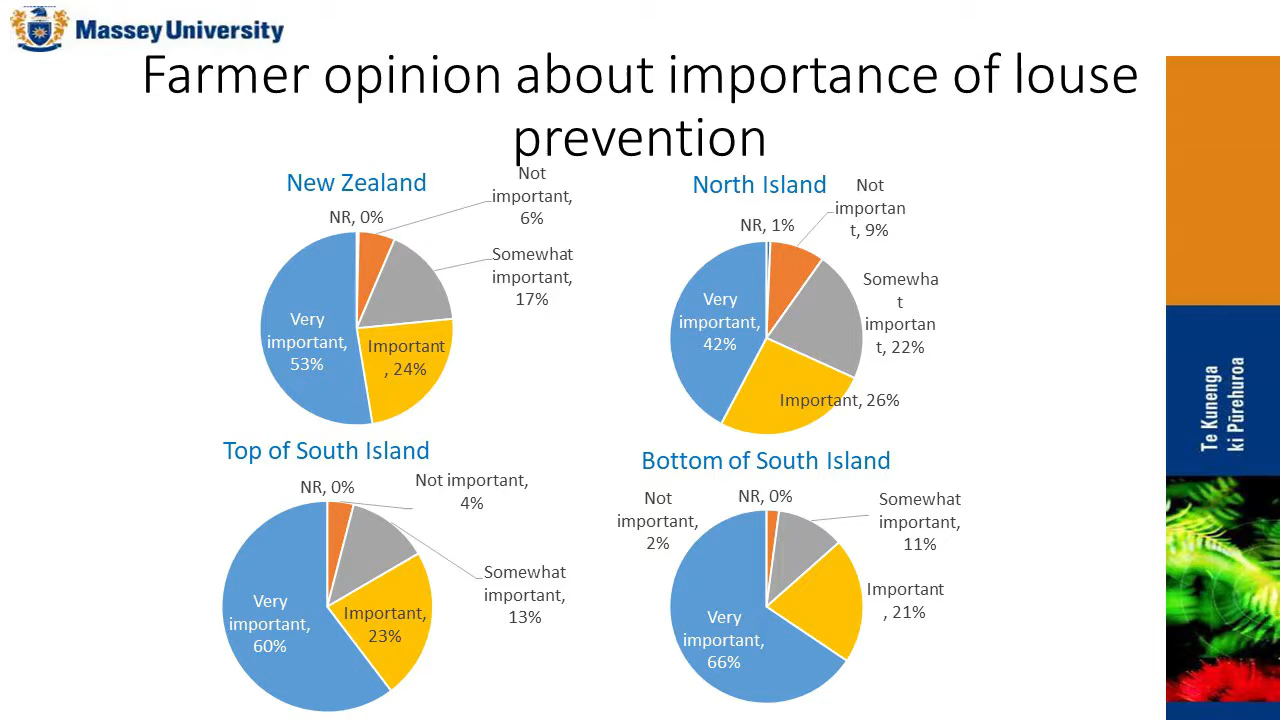 Massey University
Farmer opinion about importance of louse
prevention
New Zealand
NR, 0%
Not
important,
6%
Somewhat
important,
17%
Important
, 24%
Very
important,
53%
North Island
NR, 1%
Not
importan
t, 9%
Somewha
t
importan
t, 22%
Important, 26%
Very
important,
42%
Top of South Island
NR, 0%
Not important,
4%
Somewhat
important,
13%
Important,
23%
Very
important,
60%
Bottom of South Island
NR, 0%
Not
important,
2%
Somewhat
important,
11%
Important
, 21%
Very
important,
66%
Te Kunenga
ki Pūrehuroa